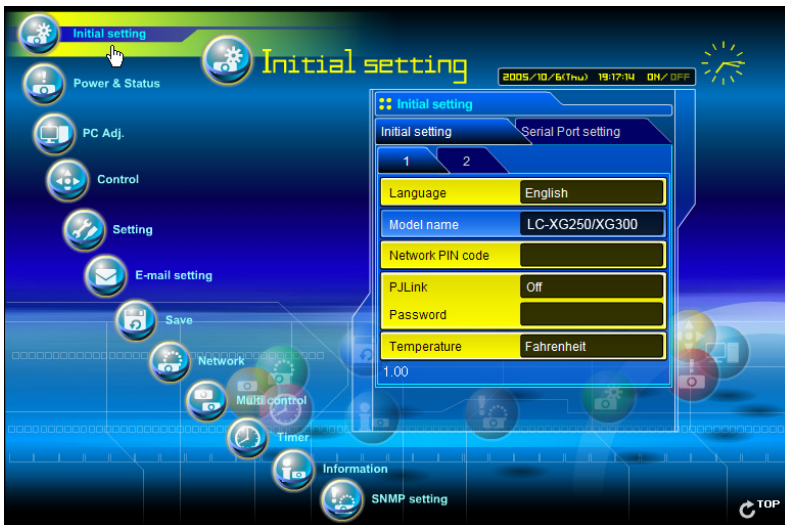 Initial setting
Power & Status
PC Adj.
Control
Setting
E-mail setting
Save
Network
Multi control
Timer
Information
SNMP setting
Initial setting
2005/10/6(Thu) 19:17:14 ON/OFF
Initial setting
Initial setting Serial Port setting
1 2
Language English
Model name LC-XG250/XG300
Network PIN code
PJLink Off
Password
Temperature Fahrenheit
1.00
TOP